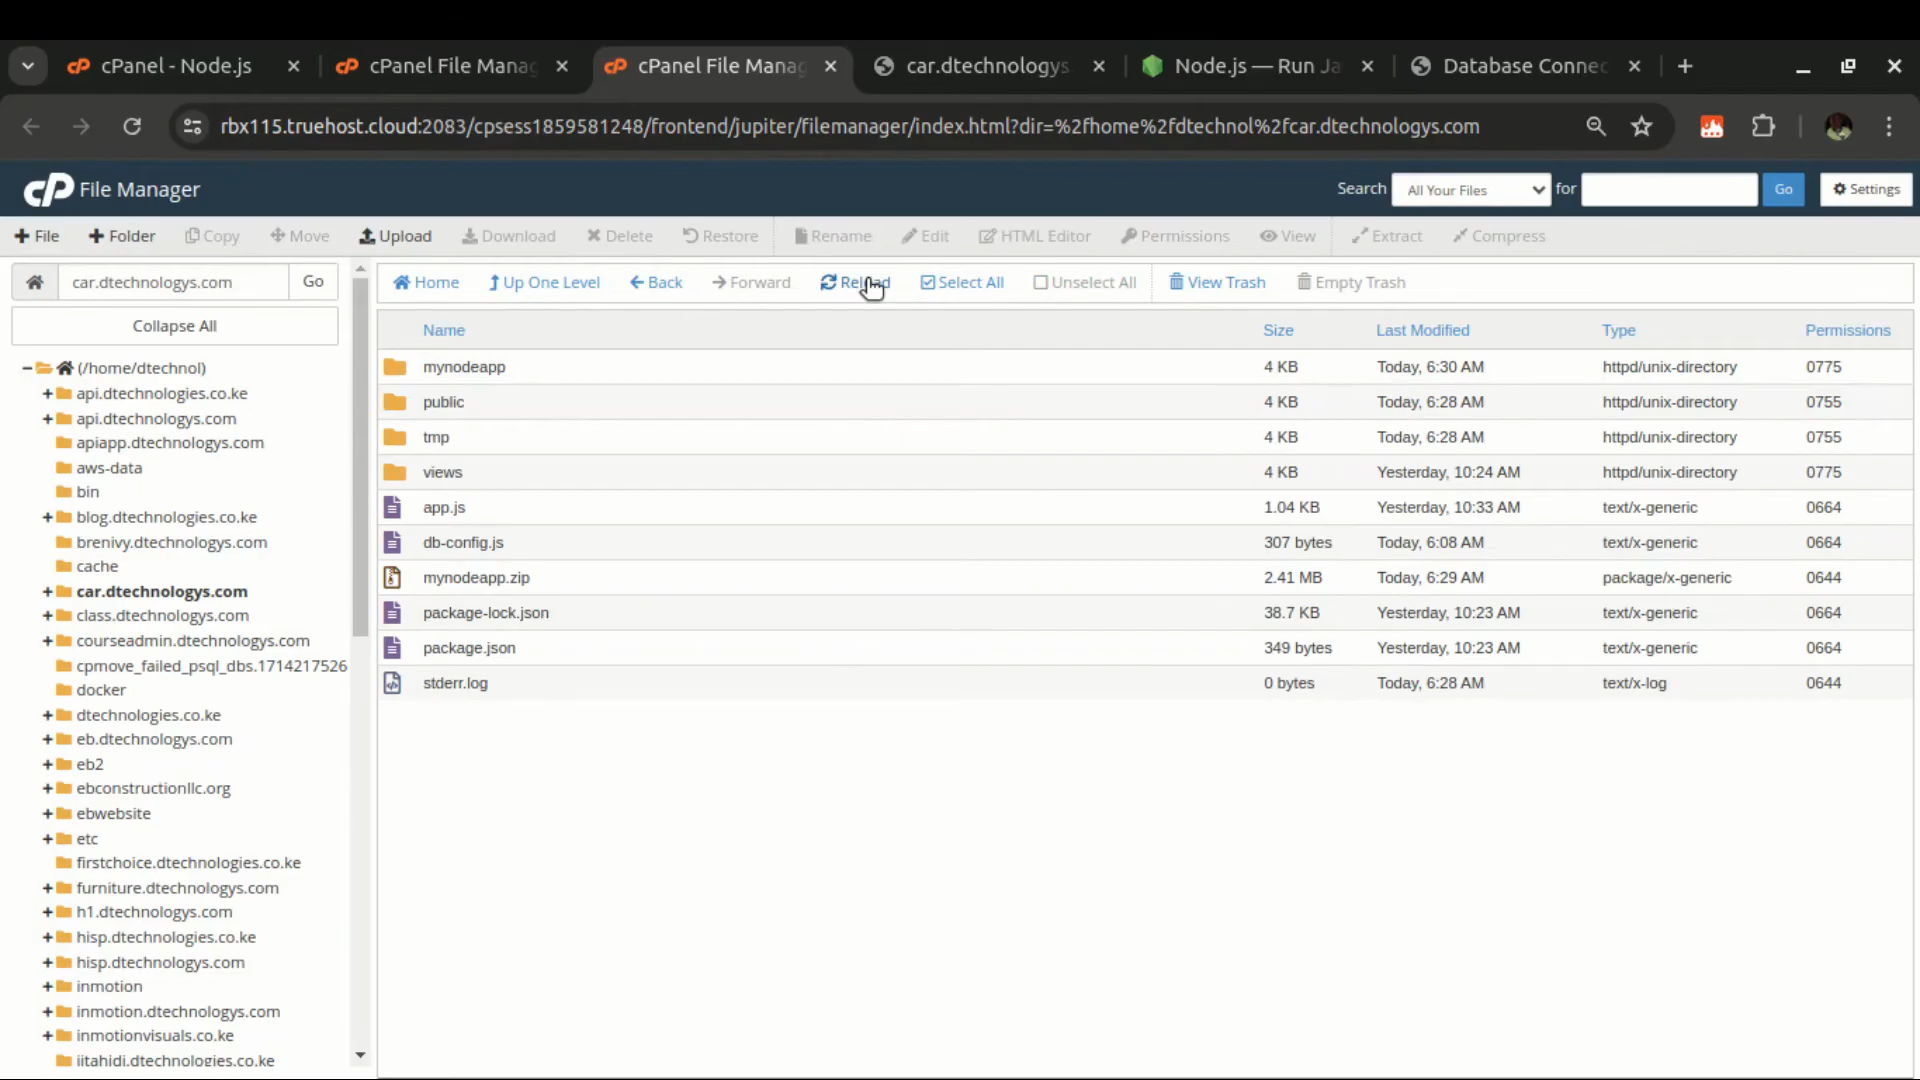 cPanel - Node.js
cPanel File Manag
cPanel File Manag
car.dtechnologys
Node.js — Run Ja
Database Connec
rbx115.truehost.cloud:2083/cpsess1859581248/frontend/jupiter/filemanager/index.html?dir=%2fhome%2fdtechnol%2fcar.dtechnologys.com
cP File Manager
Search All Your Files for Go Settings
File Folder Copy Move Upload Download Delete Restore Rename Edit HTML Editor Permissions View Extract Compress
car.dtechnologys.com Go
Collapse All
(/home/dtechnol)
api.dtechnologies.co.ke
api.dtechnologys.com
apiapp.dtechnologys.com
aws-data
bin
blog.dtechnologies.co.ke
brenivy.dtechnologys.com
cache
car.dtechnologys.com
class.dtechnologys.com
courseadmin.dtechnologys.com
cpmove_failed_psql_dbs.1714217526
docker
dtechnologies.co.ke
eb.dtechnologys.com
eb2
ebconstructionllc.org
ebwebsite
etc
firstchoice.dtechnologies.co.ke
furniture.dtechnologys.com
h1.dtechnologys.com
hisp.dtechnologies.co.ke
hisp.dtechnologys.com
inmotion
inmotion.dtechnologys.com
inmotionvisuals.co.ke
iitahidi.dtechnologies.co.ke
Home Up One Level Back Forward Reload Select All Unselect All View Trash Empty Trash
Name Size Last Modified Type Permissions
mynodeapp 4 KB Today, 6:30 AM httpd/unix-directory 0775
public 4 KB Today, 6:28 AM httpd/unix-directory 0755
tmp 4 KB Today, 6:28 AM httpd/unix-directory 0755
views 4 KB Yesterday, 10:24 AM httpd/unix-directory 0775
app.js 1.04 KB Yesterday, 10:33 AM text/x-generic 0664
db-config.js 307 bytes Today, 6:08 AM text/x-generic 0664
mynodeapp.zip 2.41 MB Today, 6:29 AM package/x-generic 0644
package-lock.json 38.7 KB Yesterday, 10:23 AM text/x-generic 0664
package.json 349 bytes Yesterday, 10:23 AM text/x-generic 0664
stderr.log 0 bytes Today, 6:28 AM text/x-log 0644